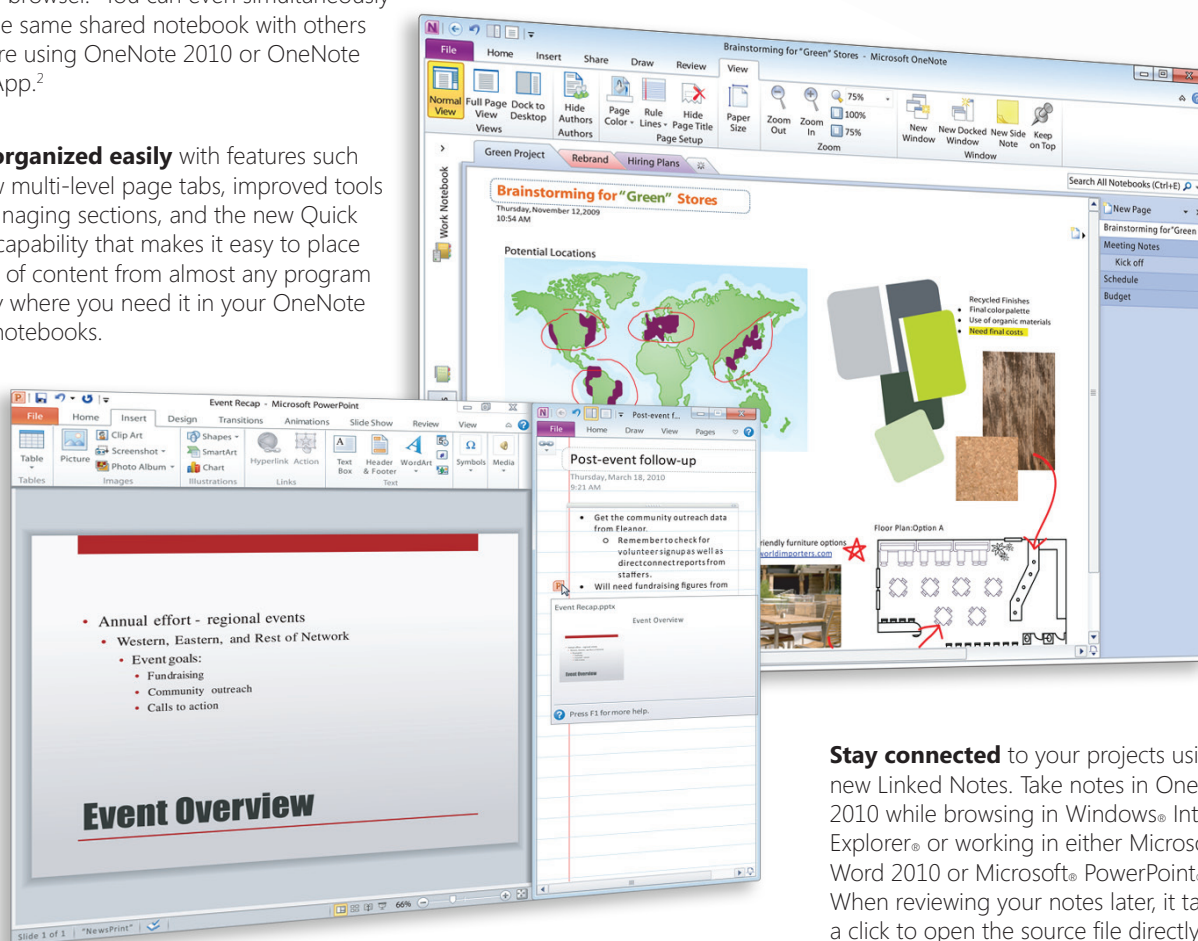 browser. You can even simultaneously
e same shared notebook with others
re using OneNote 2010 or OneNote
App.2
organized easily with features such
multi-level page tabs, improved tools
naging sections, and the new Quick
capability that makes it easy to place
of content from almost any program
where you need it in your OneNote
notebooks.
Brainstorming for "Green" Stores - Microsoft OneNote
File Home Insert Share Draw Review View
Normal View
Full Page View
Dock to Desktop
Views
Hide Authors
Authors
Page Color
Rule Lines
Hide Page Title
Page Setup
Paper Size
Zoom Out
Zoom In
75%
100%
75%
Zoom
New Window
New Docked Window
New Side Note
Keep on Top
Window
Green Project Rebrand Hiring Plans
Search All Notebooks (Ctrl+E)
Work Notebook
Brainstorming for "Green" Stores
Thursday, November 12, 2009
10:54 AM
New Page
Brainstorming for "Green
Meeting Notes
Kick off
Schedule
Budget
Potential Locations
Recycled Finishes
• Final colorpalette
• Use of organic materials
• Need final costs
Floor Plan: Option A
riendly furniture options
worldimporters.com
Event Recap - Microsoft PowerPoint
File Home Insert Design Transitions Animations Slide Show Review View
Table
Tables
Picture
Clip Art
Screenshot
Photo Album
Images
Shapes
SmartArt
Chart
Illustrations
Hyperlink Action
Links
Text Box
Header & Footer
WordArt
Text
Symbols
Media
• Annual effort - regional events
• Western, Eastern, and Rest of Network
• Event goals:
• Fundraising
• Community outreach
• Calls to action
Event Overview
Slide 1 of 1 "NewsPrint" 66%
Post-event f...
File Home Draw View Pages
Post-event follow-up
Thursday, March 18, 2010
9:21 AM
• Get the community outreach data
from Eleanor.
o Remember to check for
volunteer signup as well as
direct connect reports from
staffers.
• Will need fundraising figures from
Event Recap.pptx
Event Overview
Event Overview
Press F1 for more help.
Stay connected to your projects usi
new Linked Notes. Take notes in One
2010 while browsing in Windows® Int
Explorer® or working in either Microso
Word 2010 or Microsoft® PowerPoint®
When reviewing your notes later, it ta
a click to open the source file directly